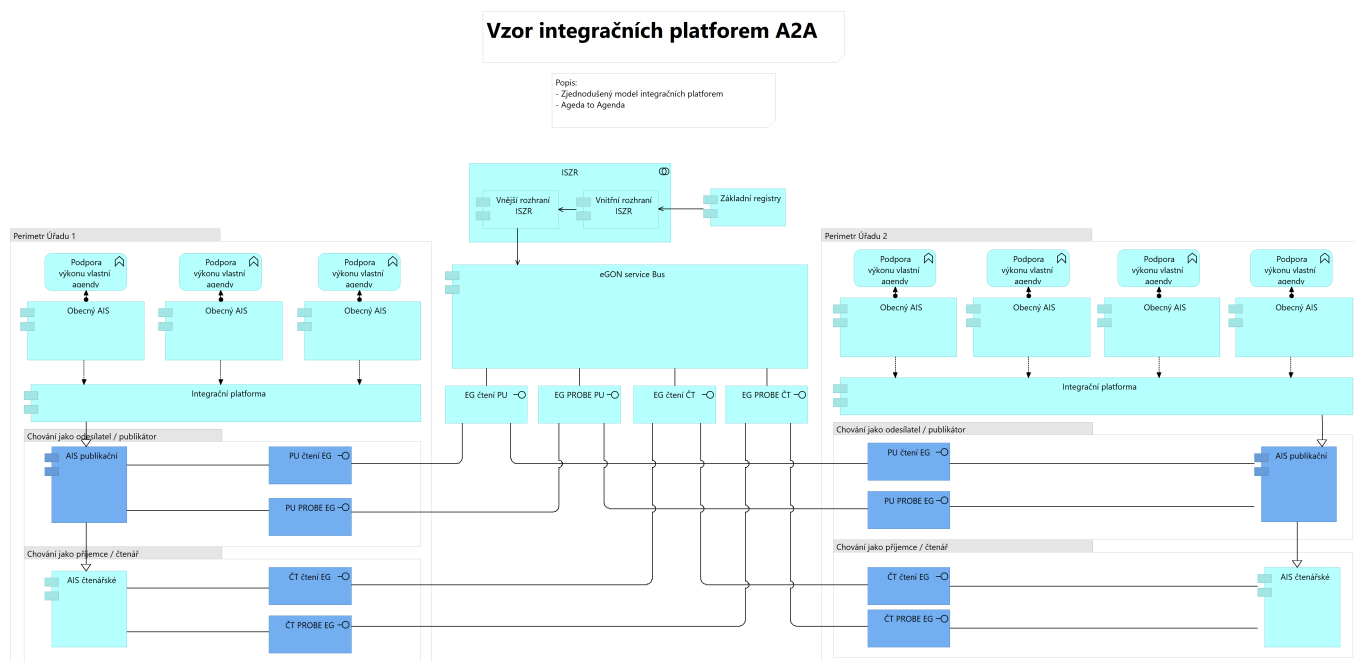 Vzor integračních platforem A2A
Popis:
- Zjednodušený model integračních platforem
- Ageda to Agenda
ISZR
Vnější rozhraní
ISZR
Vnitřní rozhraní
ISZR
Základní registry
Perimetr Úřadu 1
Podpora
výkonu vlastní
agendy
Podpora
výkonu vlastní
agendy
Podpora
výkonu vlastní
agendy
Obecný AIS
Obecný AIS
Obecný AIS
Integrační platforma
Chování jako odesílatel / publikátor
AIS publikační
PU čtení EG
PU PROBE EG
Chování jako příjemce / čtenář
AIS čtenářské
ČT čtení EG
ČT PROBE EG
eGON service Bus
EG čtení PU
EG PROBE PU
EG čtení ČT
EG PROBE ČT
Perimetr Úřadu 2
Podpora
výkonu vlastní
agendy
Podpora
výkonu vlastní
agendy
Podpora
výkonu vlastní
agendy
Podpora
výkonu vlastní
agendy
Obecný AIS
Obecný AIS
Obecný AIS
Obecný AIS
Integrační platforma
Chování jako odesílatel / publikátor
PU čtení EG
PU PROBE EG
AIS publikační
Chování jako příjemce / čtenář
ČT čtení EG
ČT PROBE EG
AIS čtenářské